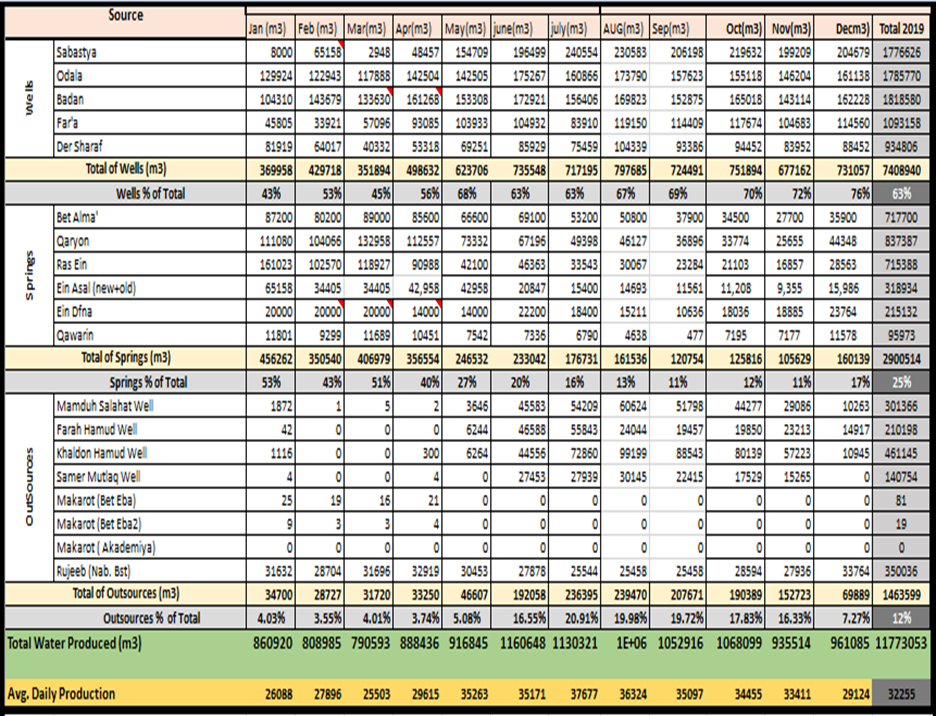 Source Jan (m3) Feb (m3) Mar(m3) Apr(m3) May(m3) june(m3) july(m3) AUG(m3) Sep(m3) Oct(m3) Nov(m3) Decm3) Total 2019
Wells
Sabastya 8000 65158 2948 48457 154709 196499 240554 230583 206198 219632 199209 204679 1776626
Odala 129924 122943 117888 142504 142505 175267 160866 173790 157623 155118 146204 161138 1785770
Badan 104310 143679 133630 161268 153308 172921 156406 169823 152875 165018 143114 162228 1818580
Far'a 45805 33921 57096 93085 103933 104932 83910 119150 114409 117674 104683 114560 1093158
Der Sharaf 81919 64017 40332 53318 69251 85929 75459 104339 93386 94452 83952 88452 934806
Total of Wells (m3) 369958 429718 351894 498632 623706 735548 717195 797685 724491 751894 677162 731057 7408940
Wells % of Total 43% 53% 45% 56% 68% 63% 63% 67% 69% 70% 72% 76% 63%
Springs
Bet Alma' 87200 80200 89000 85600 66600 69100 53200 50800 37900 34500 27700 35900 717700
Qaryon 111080 104066 132958 112557 73332 67196 49398 46127 36896 33774 25655 44348 837387
Ras Ein 161023 102570 118927 90988 42100 46363 33543 30067 23284 21103 16857 28563 715388
Ein Asal (new+old) 65158 34405 34405 42,958 42958 20847 15400 14693 11561 11,208 9,355 15,986 318934
Ein Dfna 20000 20000 20000 14000 14000 22200 18400 15211 10636 18036 18885 23764 215132
Qawarin 11801 9299 11689 10451 7542 7336 6790 4638 477 7195 7177 11578 95973
Total of Springs (m3) 456262 350540 406979 356554 246532 233042 176731 161536 120754 125816 105629 160139 2900514
Springs % of Total 53% 43% 51% 40% 27% 20% 16% 13% 11% 12% 11% 17% 25%
OutSources
Mamduh Salahat Well 1872 1 5 2 3646 45583 54209 60624 51798 44277 29086 10263 301366
Farah Hamud Well 42 0 0 0 6244 46588 55843 24044 19457 19850 23213 14917 210198
Khaldon Hamud Well 1116 0 0 300 6264 44556 72860 99199 88543 80139 57223 10945 461145
Samer Mutiaq Well 4 0 0 4 0 27453 27939 30145 22415 17529 15265 0 140754
Makarot (Bet Eba) 25 19 16 21 0 0 0 0 0 0 0 0 81
Makarot (Bet Eba2) 9 3 3 4 0 0 0 0 0 0 0 0 19
Makarot ( Akademiya) 0 0 0 0 0 0 0 0 0 0 0 0 0
Rujeeb (Nab. Bst) 31632 28704 31696 32919 30453 27878 25544 25458 25458 28594 27936 33764 350036
Total of Outsources (m3) 34700 28727 31720 33250 46607 192058 236395 239470 207671 190389 152723 69889 1463599
Outsources % of Total 4.03% 3.55% 4.01% 3.74% 5.08% 16.55% 20.91% 19.98% 19.72% 17.83% 16.33% 7.27% 12%
Total Water Produced (m3) 860920 808985 790593 888436 916845 1160648 1130321 1E+06 1052916 1068099 935514 961085 11773053
Avg. Daily Production 26088 27896 25503 29615 35263 35171 37677 36324 35097 34455 33411 29124 32255